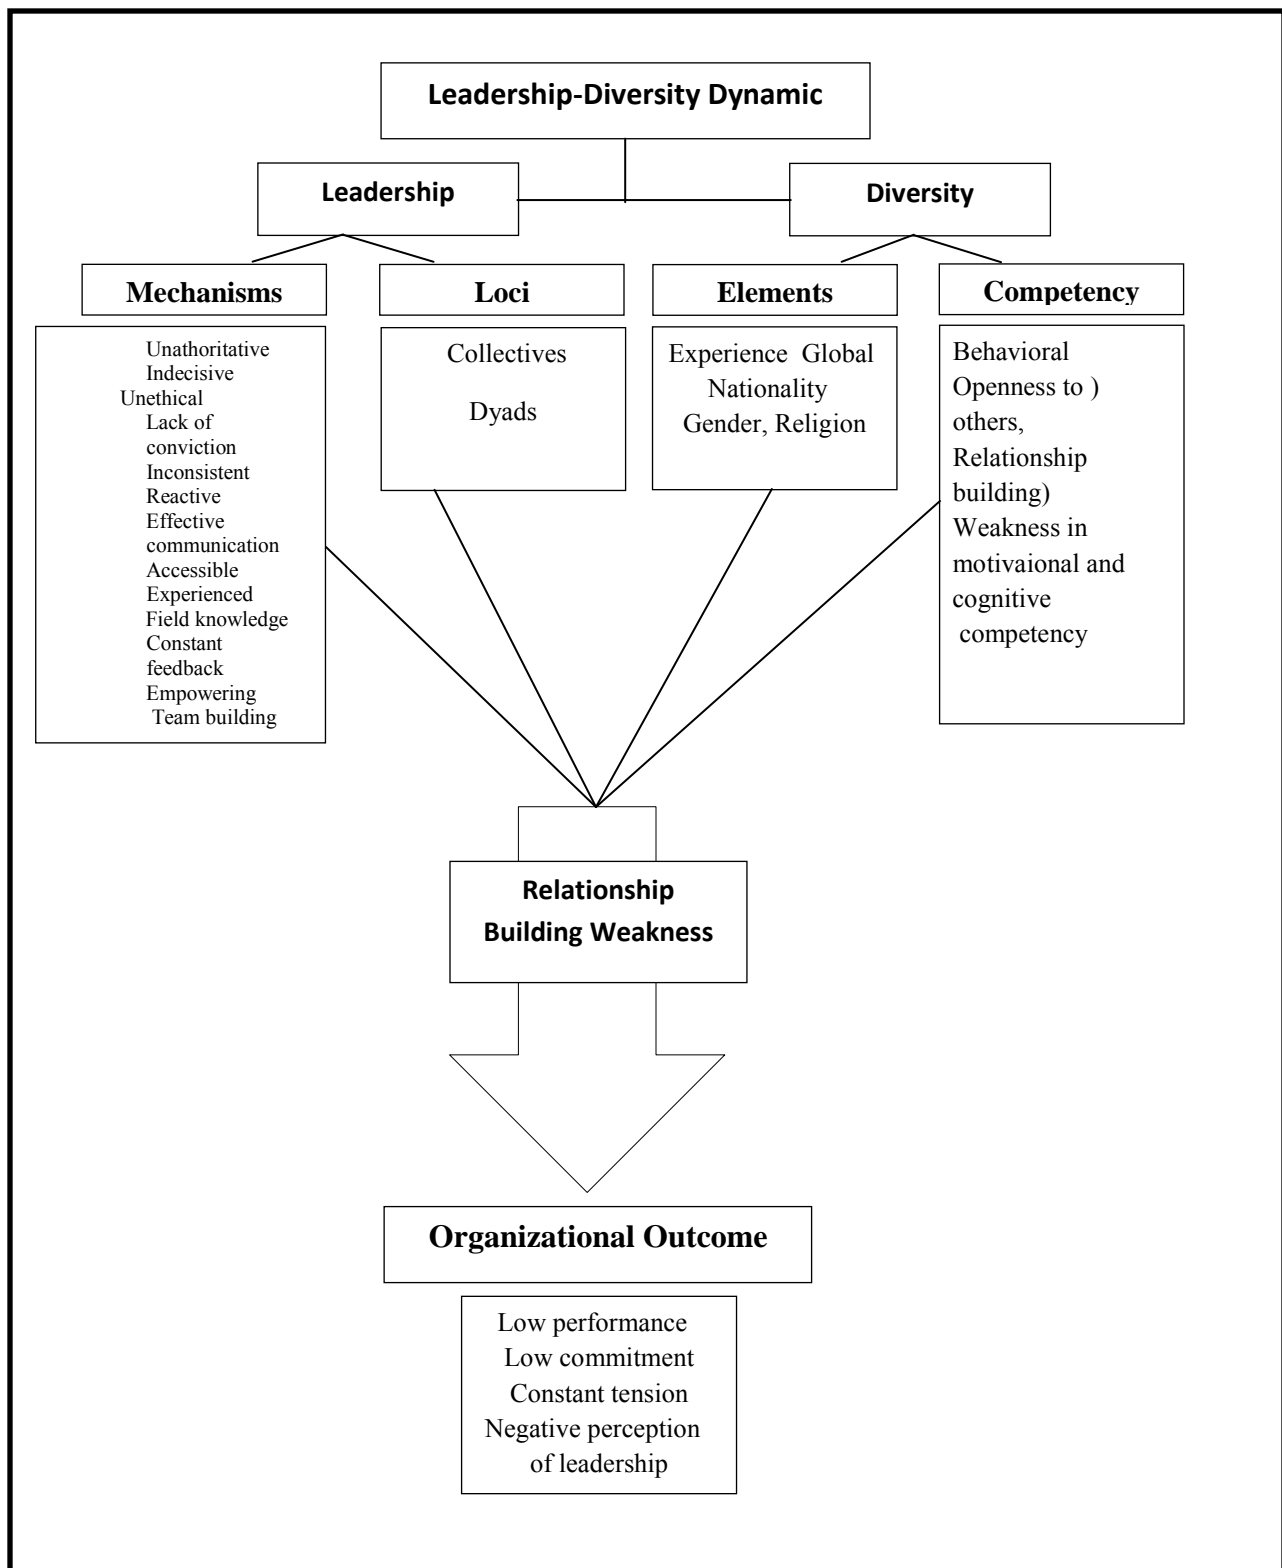 Leadership-Diversity Dynamic
Leadership
Diversity
Mechanisms
Loci
Elements
Competency
Unathoritative
Indecisive
Unethical
Lack of
conviction
Inconsistent
Reactive
Effective
communication
Accessible
Experienced
Field knowledge
Constant
feedback
Empowering
Team building
Collectives
Dyads
Experience Global
Nationality
Gender, Religion
Behavioral
Openness to )
others,
Relationship
building)
Weakness in
motivaional and
cognitive
competency
Relationship
Building Weakness
Organizational Outcome
Low performance
Low commitment
Constant tension
Negative perception
of leadership